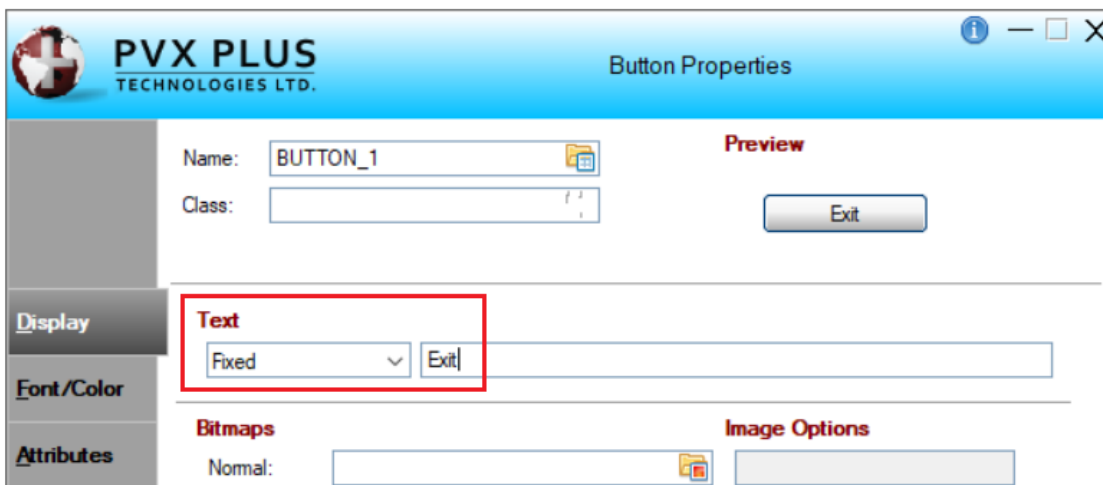 PVX PLUS
TECHNOLOGIES LTD.
Button Properties
Name: BUTTON_1
Class:
Preview
Exit
Display
Text
Fixed Exit
Font/Color
Attributes
Bitmaps
Image Options
Normal: